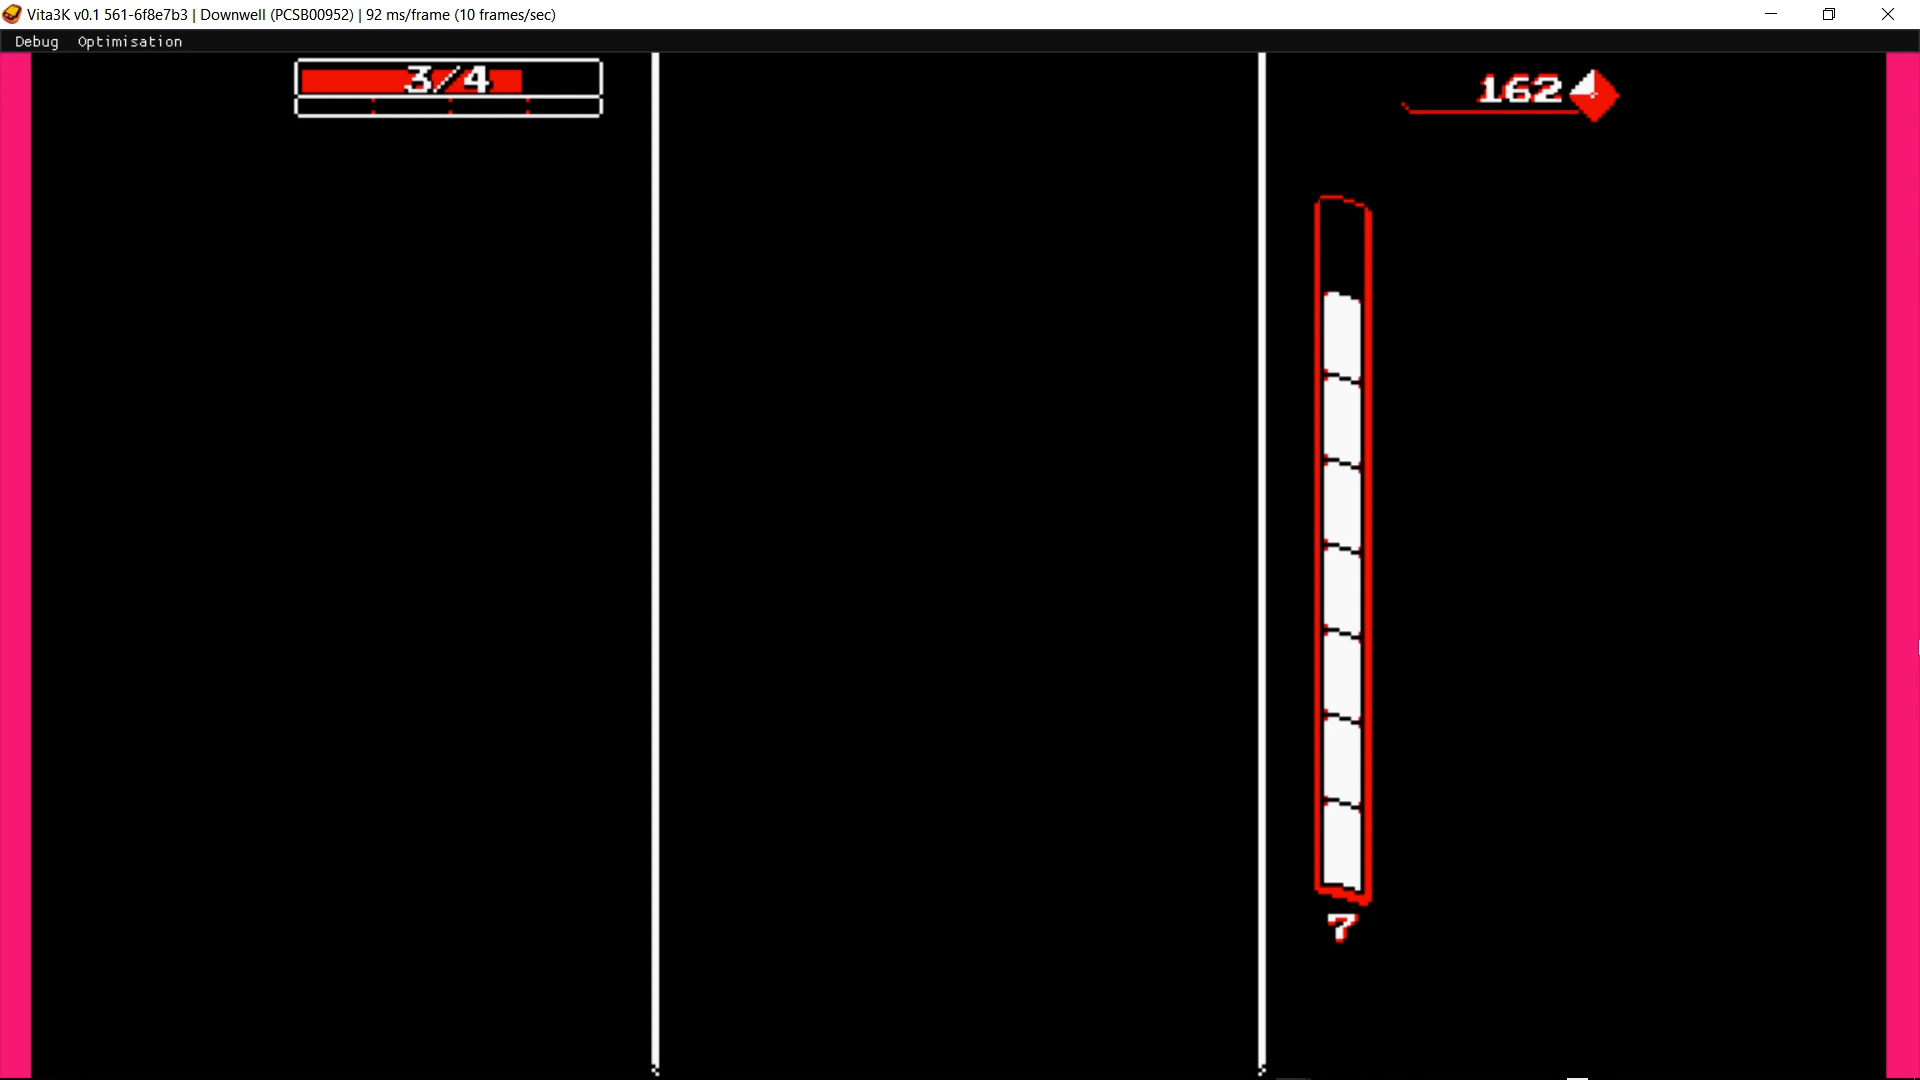 Vita3K v0.1 561-6f8e7b3 | Downwell (PCSB00952) | 92 ms/frame (10 frames/sec)
Debug Optimisation
3/4
162
7